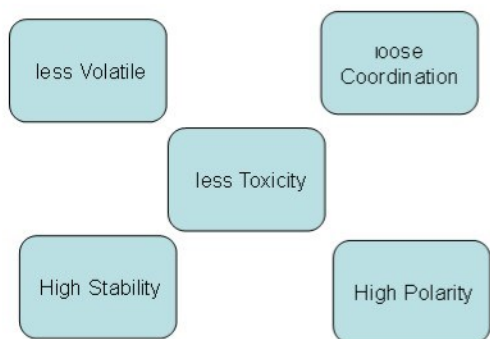 less Volatile
loose
Coordination
less Toxicity
High Stability
High Polarity